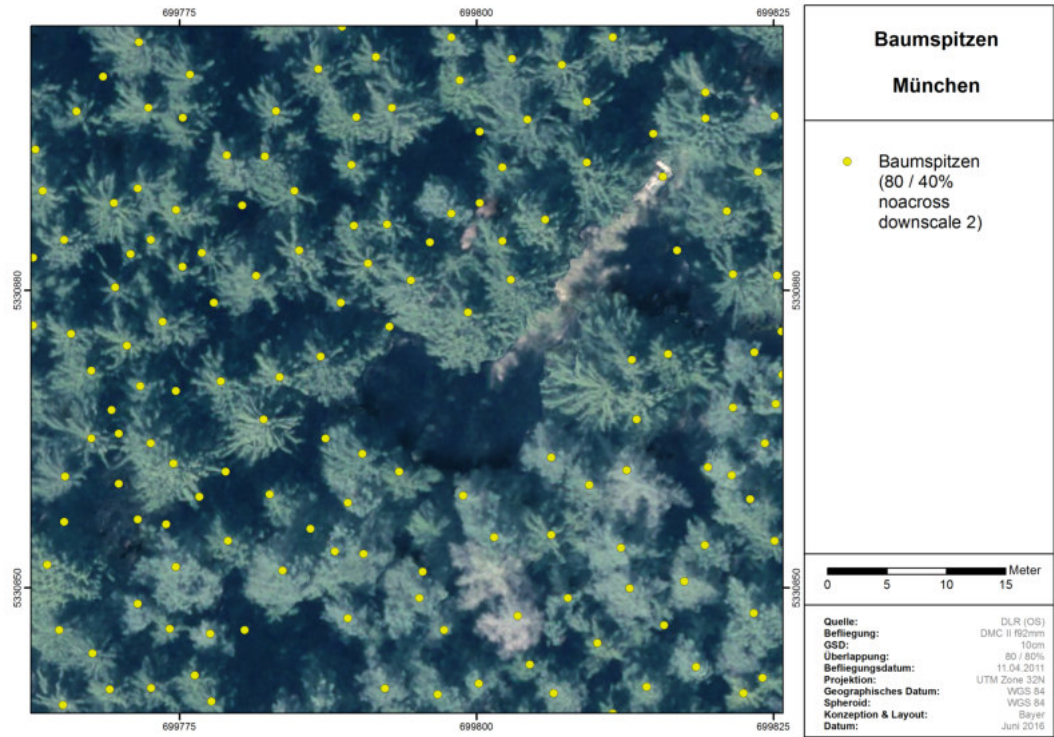 699775
699800
699825
Baumspitzen
München
Baumspitzen
(80 / 40%
noacross
downscale 2)
5330880
5330880
5330850
5330850
Meter
0 5 10 15
Quelle: DLR (OS)
Befliegung: DMC II f92mm
GSD: 10cm
Überlappung: 80 / 80%
Befliegungsdatum: 11.04.2011
Projektion: UTM Zone 32N
Geographisches Datum: WGS 84
Spheroid: WGS 84
Konzeption & Layout: Bayer
Datum: Juni 2016
699775
699800
699825